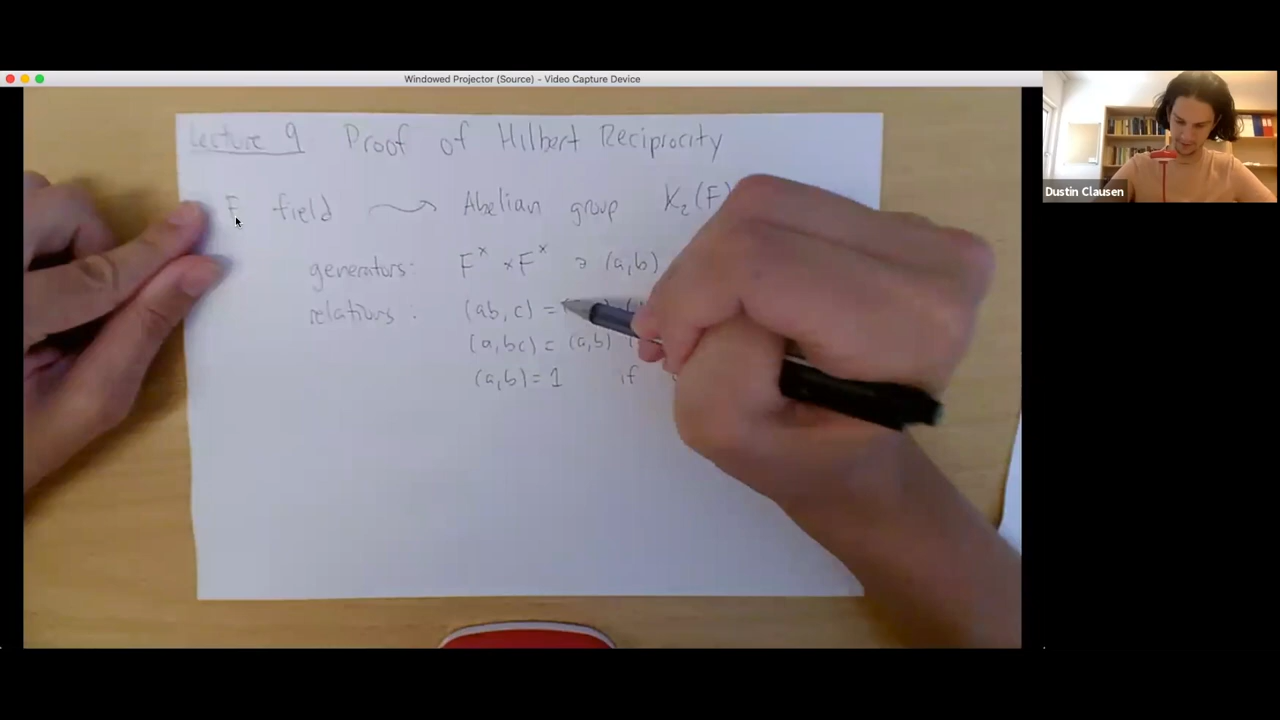 Windowed Projector (Source) - Video Capture Device
Lecture 9 Proof of Hilbert Reciprocity
F field ⇝ Abelian group K₂(F)
generators: F^× × F^× ∋ (a,b)
relations: (ab, c) =
(a, bc) = (a,b)
(a,b) = 1 if
Dustin Clausen